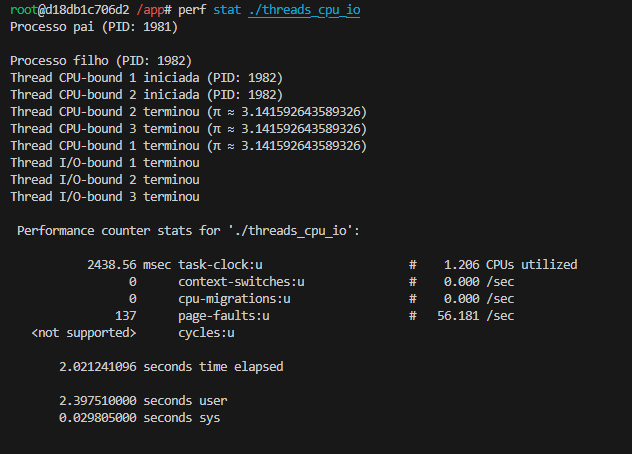 root@d18db1c706d2 /app# perf stat ./threads_cpu_io
Processo pai (PID: 1981)
Processo filho (PID: 1982)
Thread CPU-bound 1 iniciada (PID: 1982)
Thread CPU-bound 2 iniciada (PID: 1982)
Thread CPU-bound 2 terminou (π ≈ 3.141592643589326)
Thread CPU-bound 3 terminou (π ≈ 3.141592643589326)
Thread CPU-bound 1 terminou (π ≈ 3.141592643589326)
Thread I/O-bound 1 terminou
Thread I/O-bound 2 terminou
Thread I/O-bound 3 terminou
Performance counter stats for './threads_cpu_io':
2438.56 msec task-clock:u # 1.206 CPUs utilized
0 context-switches:u # 0.000 /sec
0 cpu-migrations:u # 0.000 /sec
137 page-faults:u # 56.181 /sec
<not supported> cycles:u
2.021241096 seconds time elapsed
2.397510000 seconds user
0.029805000 seconds sys